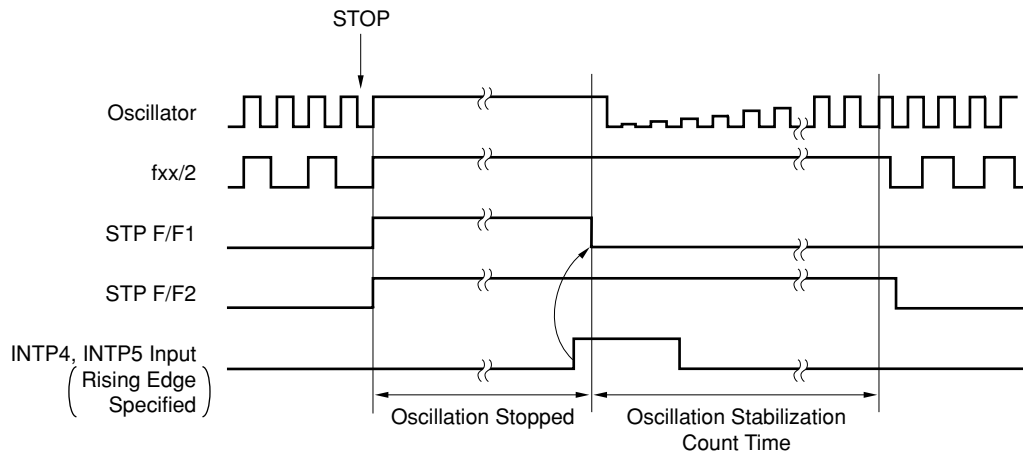 STOP
Oscillator
fxx/2
STP F/F1
STP F/F2
INTP4, INTP5 Input
Rising Edge
Specified
Oscillation Stopped
Oscillation Stabilization
Count Time